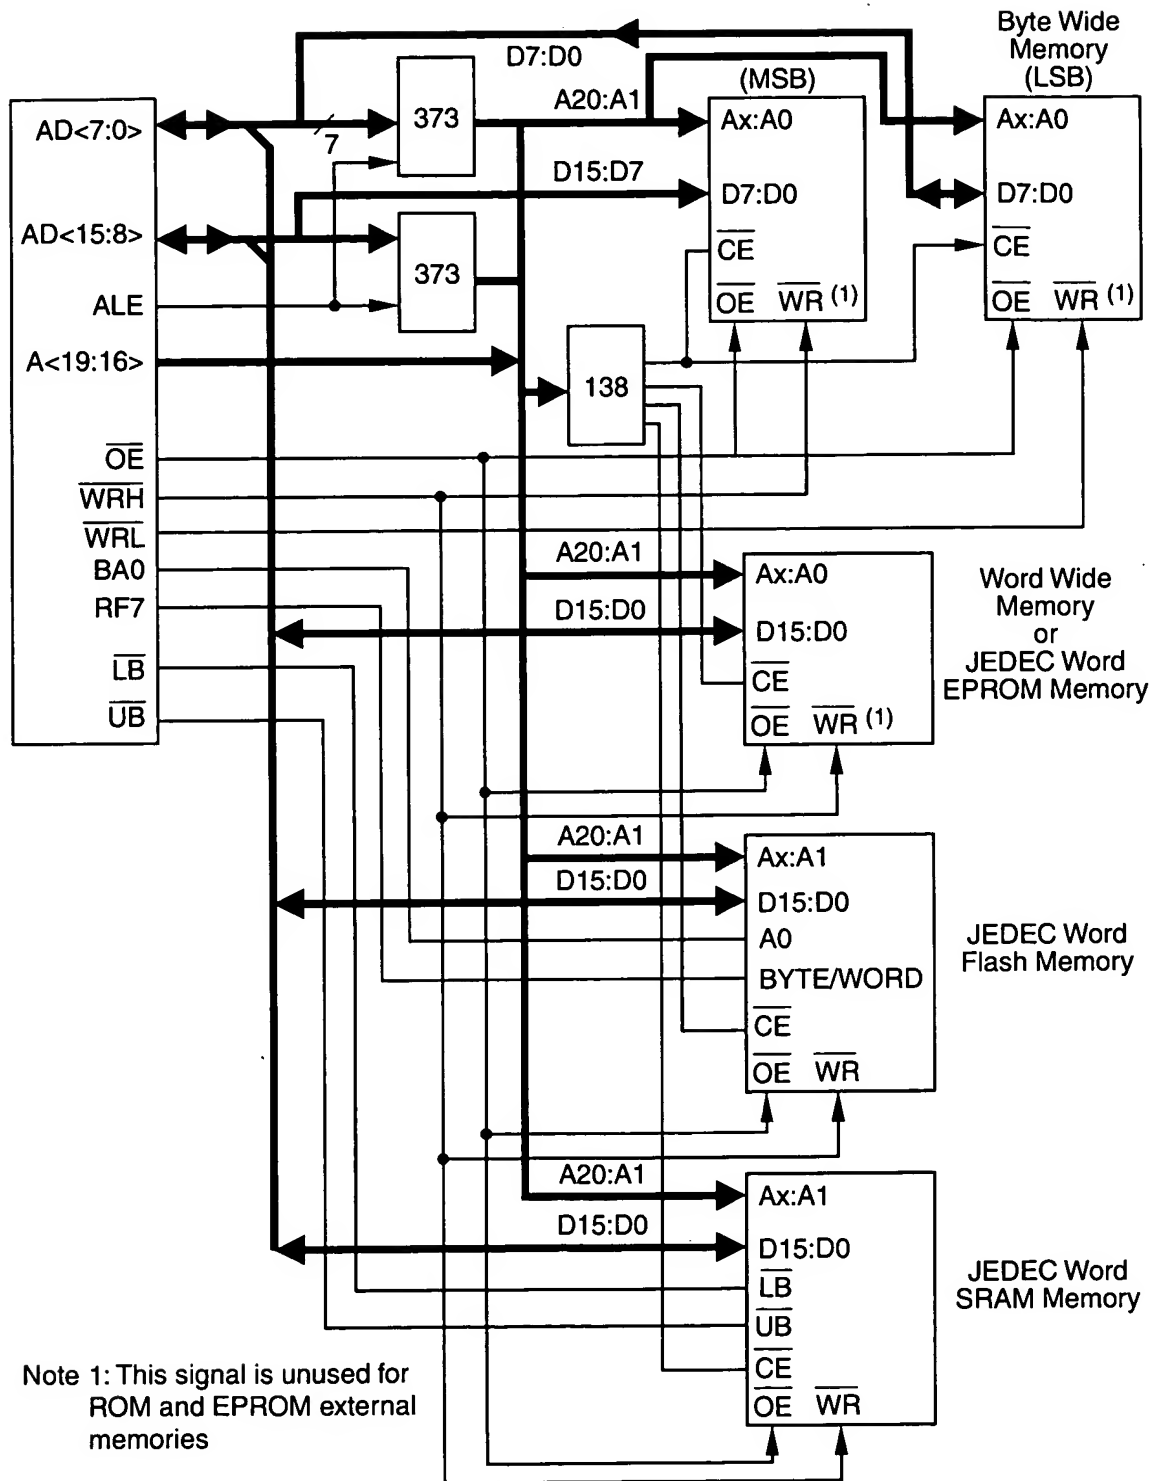 Byte Wide
Memory
(LSB)
D7:D0
(MSB)
A20:A1
AD<7:0>
373
7
Ax:A0
Ax:A0
D15:D7
D7:D0
D7:D0
AD<15:8>
373
CE
CE
ALE
OE WR (1)
OE WR (1)
A<19:16>
138
OE
WRH
WRL
BA0
RF7
LB
UB
A20:A1
Ax:A0
D15:D0
D15:D0
CE
OE WR (1)
Word Wide
Memory
or
JEDEC Word
EPROM Memory
A20:A1
Ax:A1
D15:D0
D15:D0
A0
BYTE/WORD
CE
OE WR
JEDEC Word
Flash Memory
A20:A1
Ax:A1
D15:D0
D15:D0
LB
UB
CE
OE WR
JEDEC Word
SRAM Memory
Note 1: This signal is unused for
ROM and EPROM external
memories